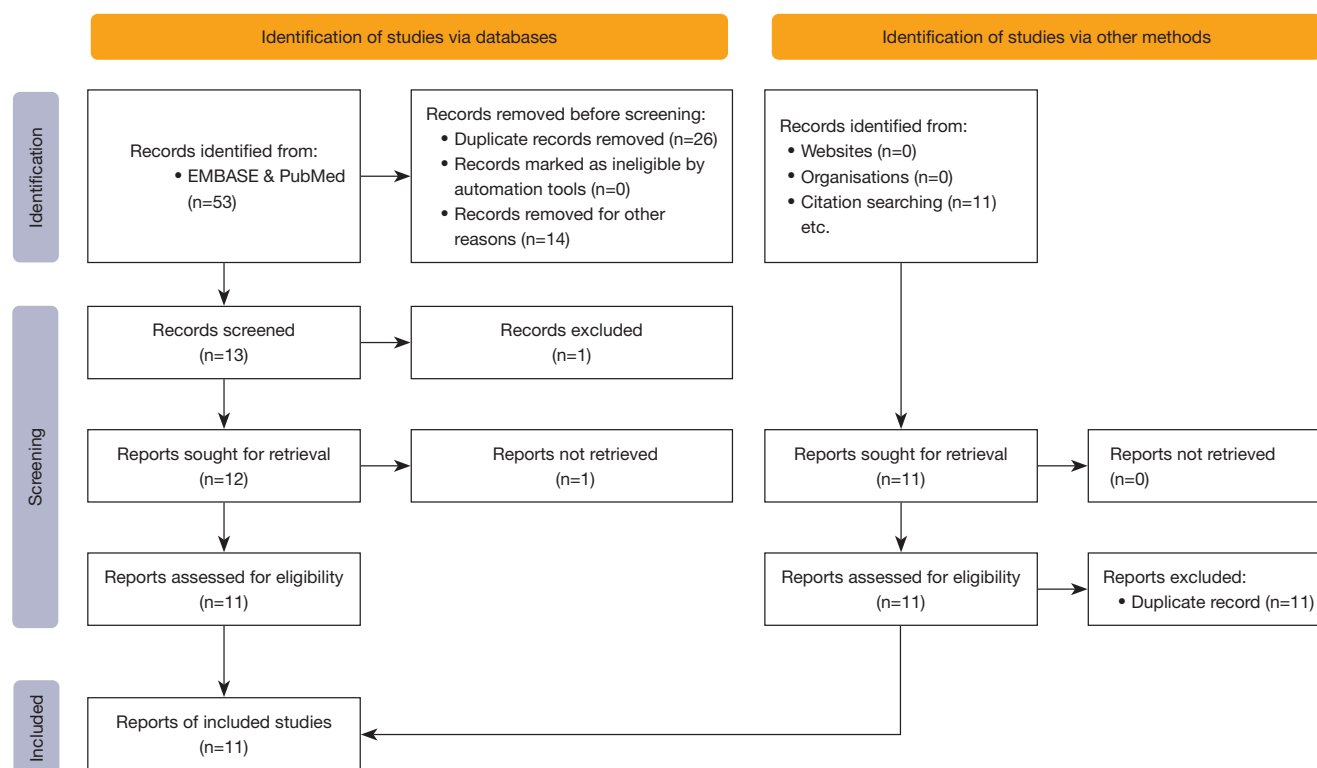 Identification of studies via databases
Identification of studies via other methods
Identification
Records identified from:
• EMBASE & PubMed
(n=53)
Records removed before screening:
• Duplicate records removed (n=26)
• Records marked as ineligible by
automation tools (n=0)
• Records removed for other
reasons (n=14)
Records identified from:
• Websites (n=0)
• Organisations (n=0)
• Citation searching (n=11)
etc.
Screening
Records screened
(n=13)
Records excluded
(n=1)
Reports sought for retrieval
(n=12)
Reports not retrieved
(n=1)
Reports sought for retrieval
(n=11)
Reports not retrieved
(n=0)
Reports assessed for eligibility
(n=11)
Reports assessed for eligibility
(n=11)
Reports excluded:
• Duplicate record (n=11)
Included
Reports of included studies
(n=11)